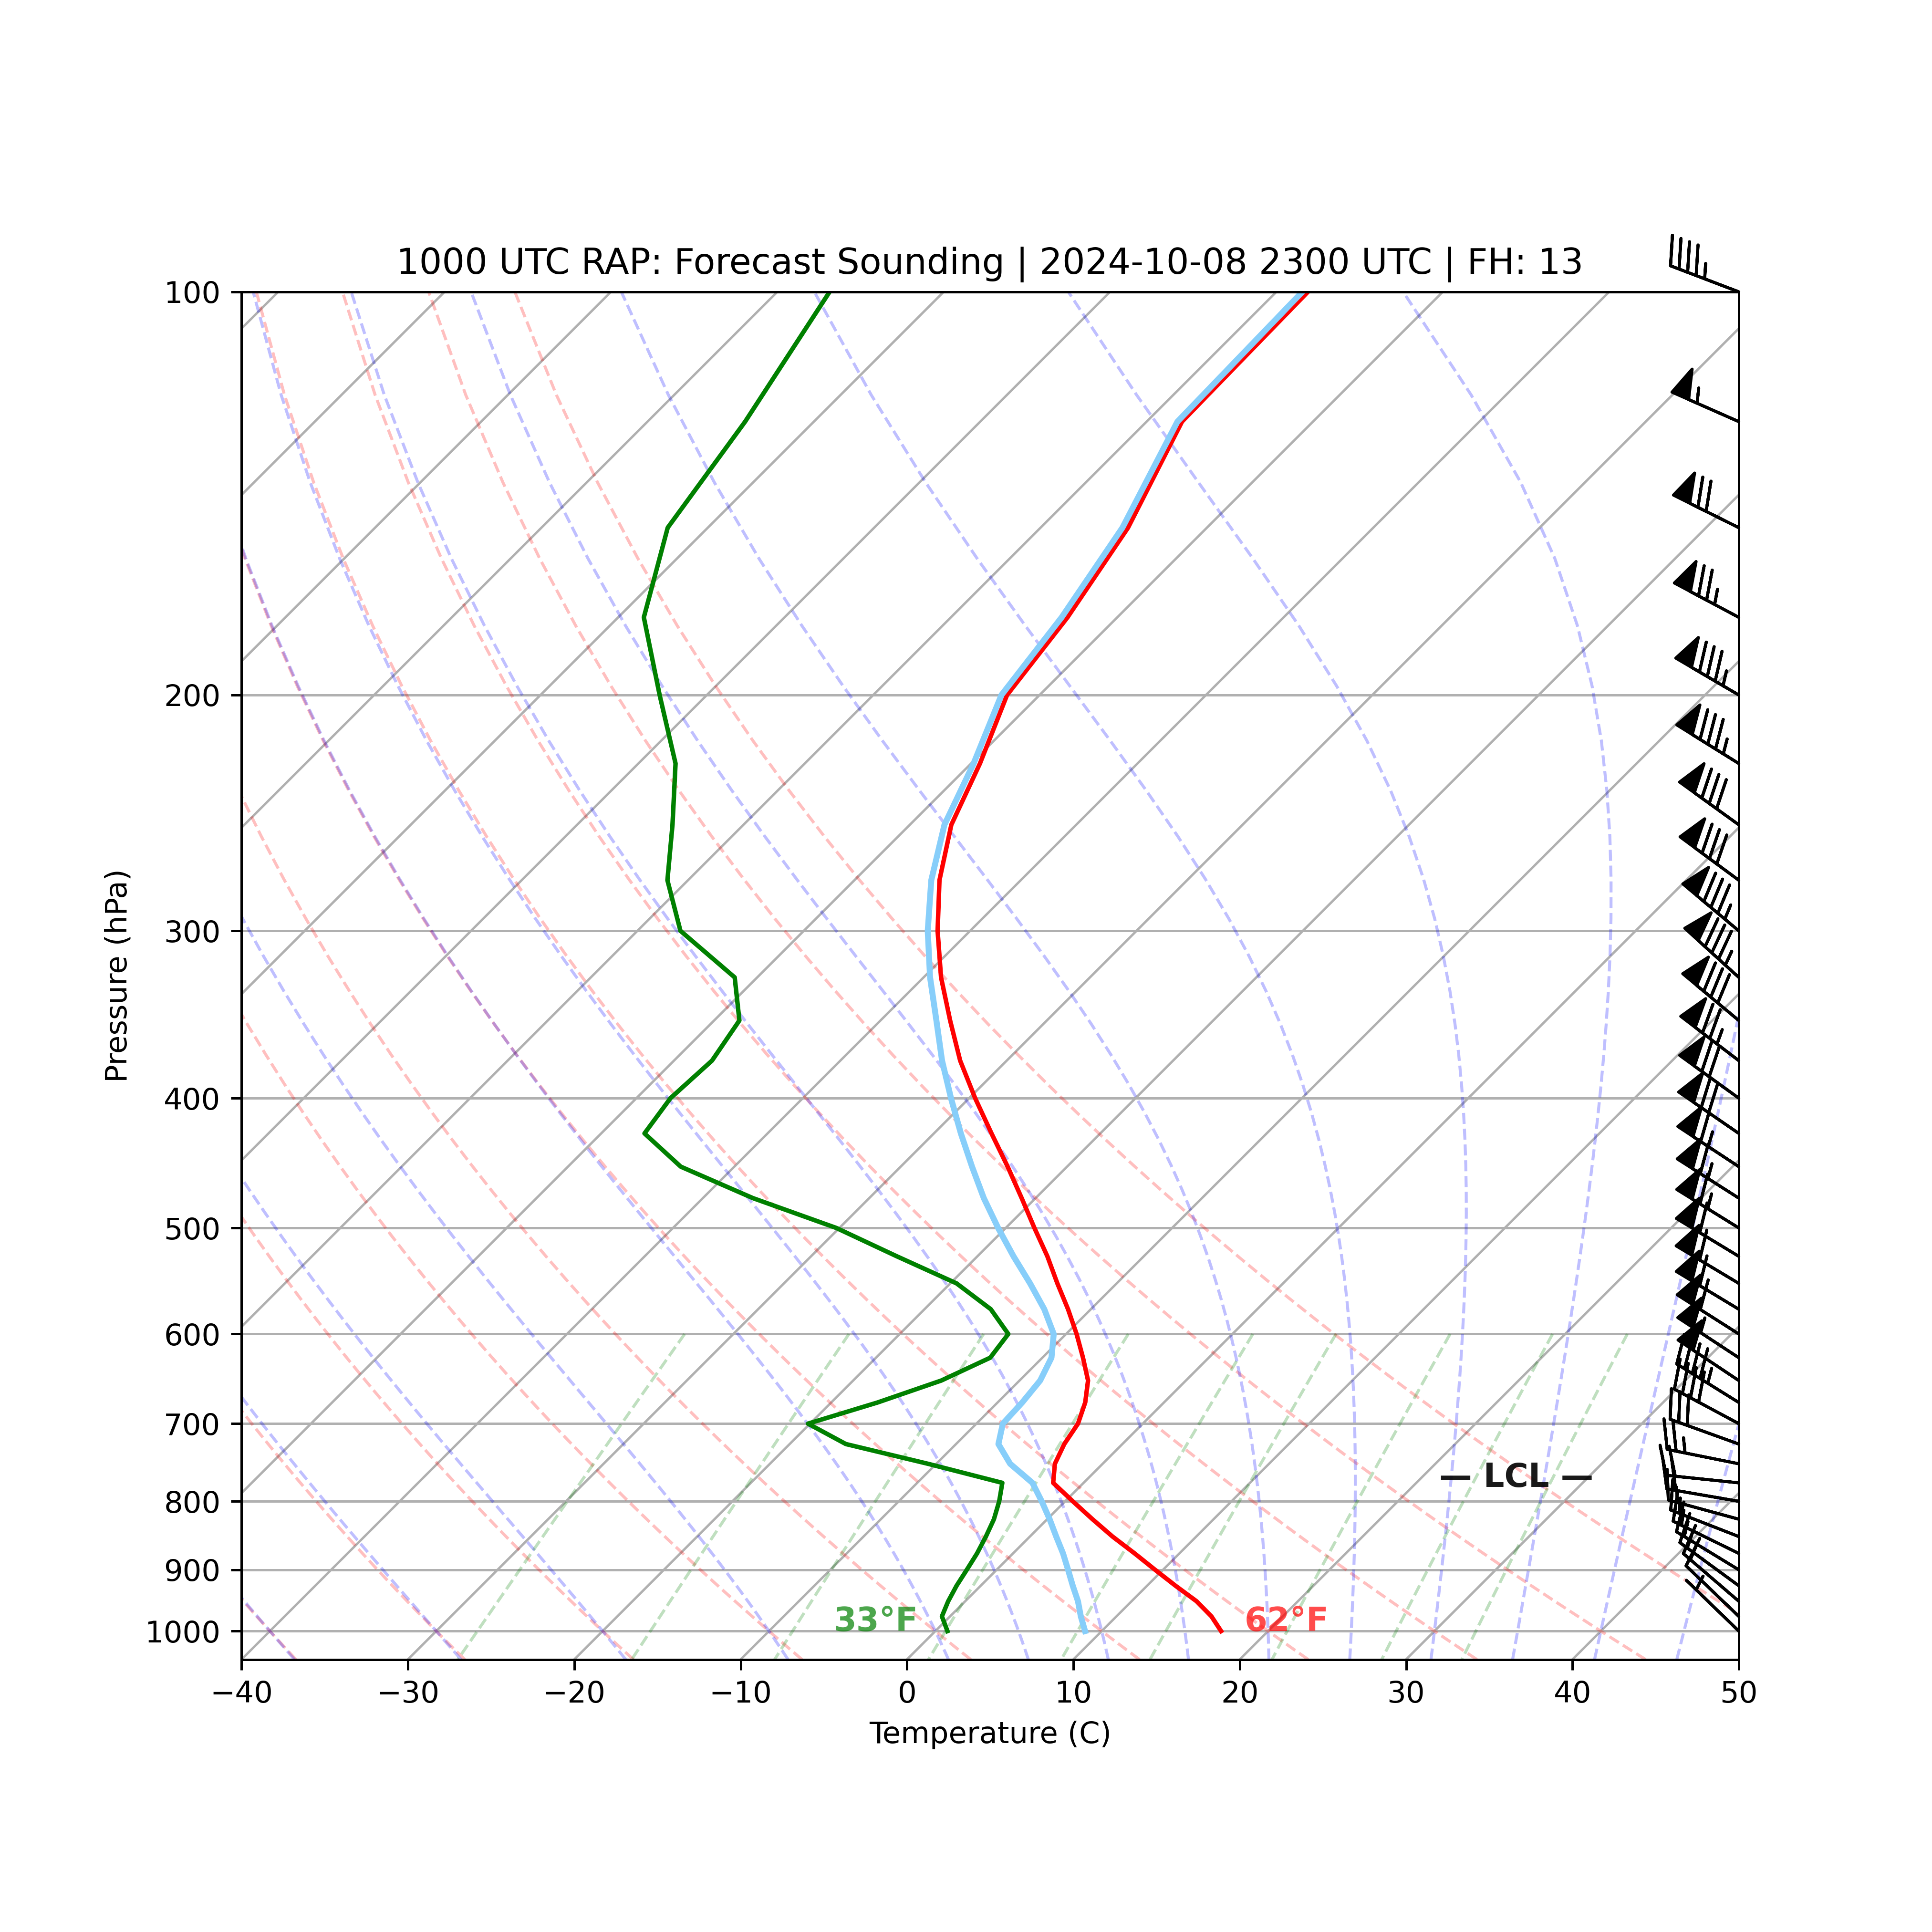 1000 UTC RAP: Forecast Sounding | 2024-10-08 2300 UTC | FH: 13
100
200
300
400
500
600
700
800
900
1000
Pressure (hPa)
— LCL —
33°F
62°F
−40 −30 −20 −10 0 10 20 30 40 50
Temperature (C)